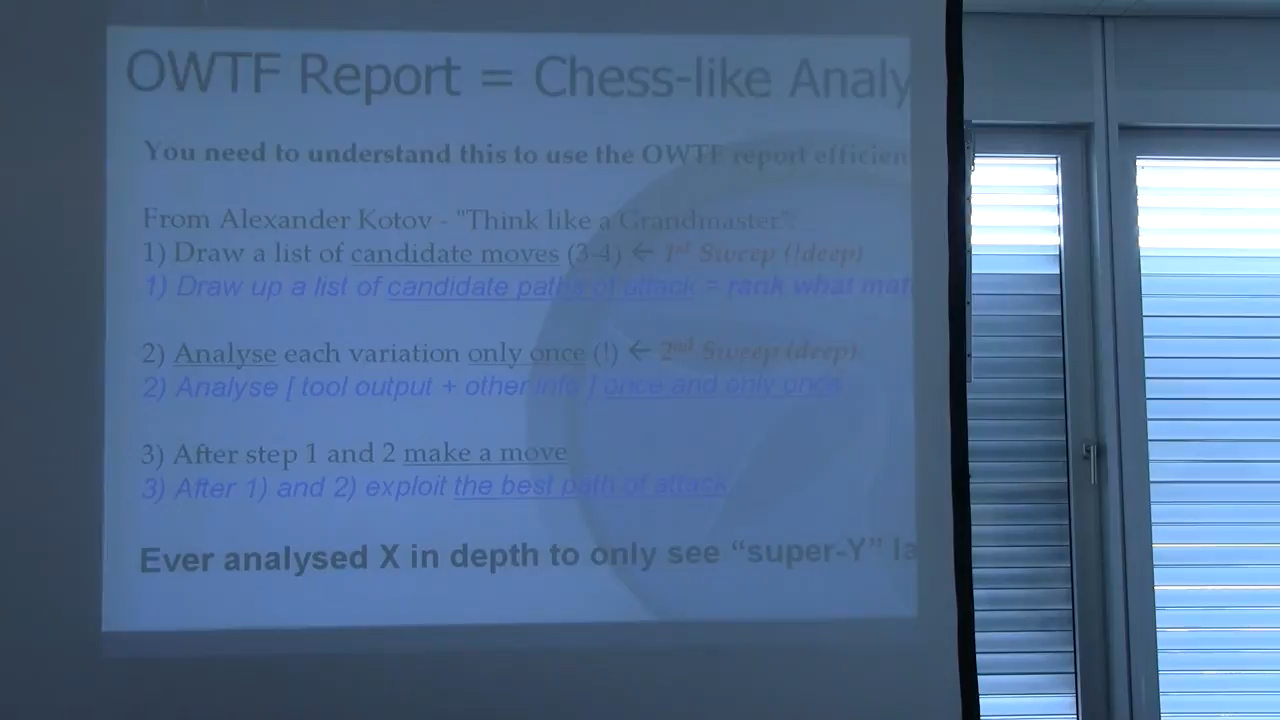 OWTF Report = Chess-like Analy
You need to understand this to use the OWTF report efficien
From Alexander Kotov - "Think like a Grandmaster":
1) Draw a list of candidate moves (3-4) ← 1st Sweep (!deep)
1) Draw up a list of candidate paths of attack = rank what mat
2) Analyse each variation only once (!) ← 2nd Sweep (deep)
2) Analyse [ tool output + other info ] once and only once
3) After step 1 and 2 make a move
3) After 1) and 2) exploit the best path of attack
Ever analysed X in depth to only see “super-Y” la